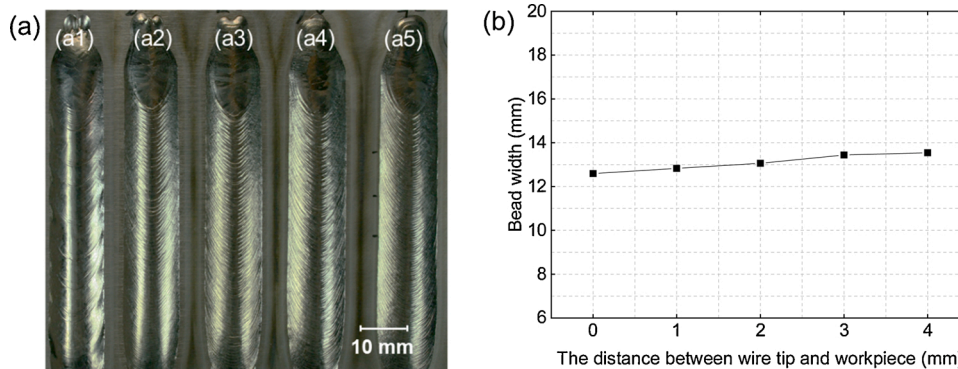 (a)
(a1) (a2) (a3) (a4) (a5)
10 mm
(b)
20
18
16
14
12
10
8
6
Bead width (mm)
0 1 2 3 4
The distance between wire tip and workpiece (mm)